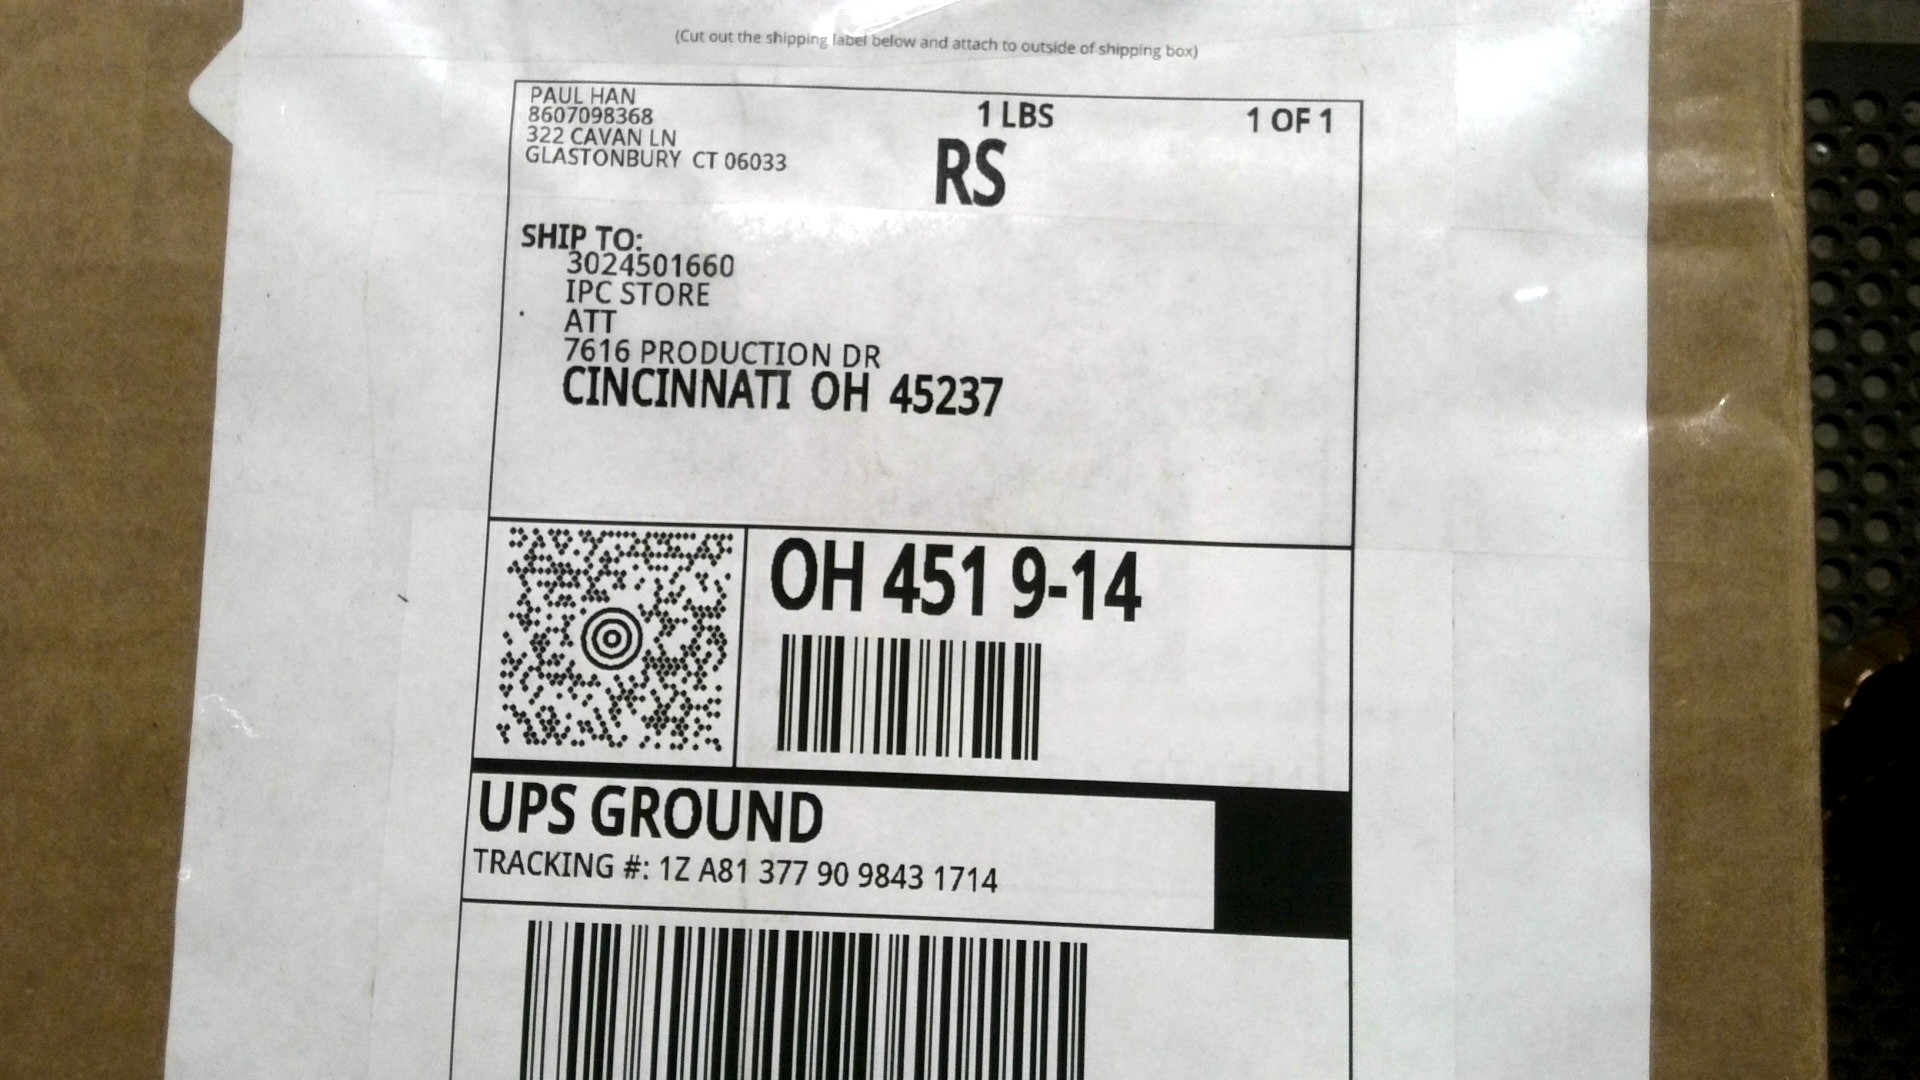 (Cut out the shipping label below and attach to outside of shipping box)
PAUL HAN
8607098368
322 CAVAN LN
GLASTONBURY CT 06033
1 LBS
1 OF 1
RS
SHIP TO:
3024501660
IPC STORE
ATT
7616 PRODUCTION DR
CINCINNATI OH 45237
OH 451 9-14
UPS GROUND
TRACKING #: 1Z A81 377 90 9843 1714